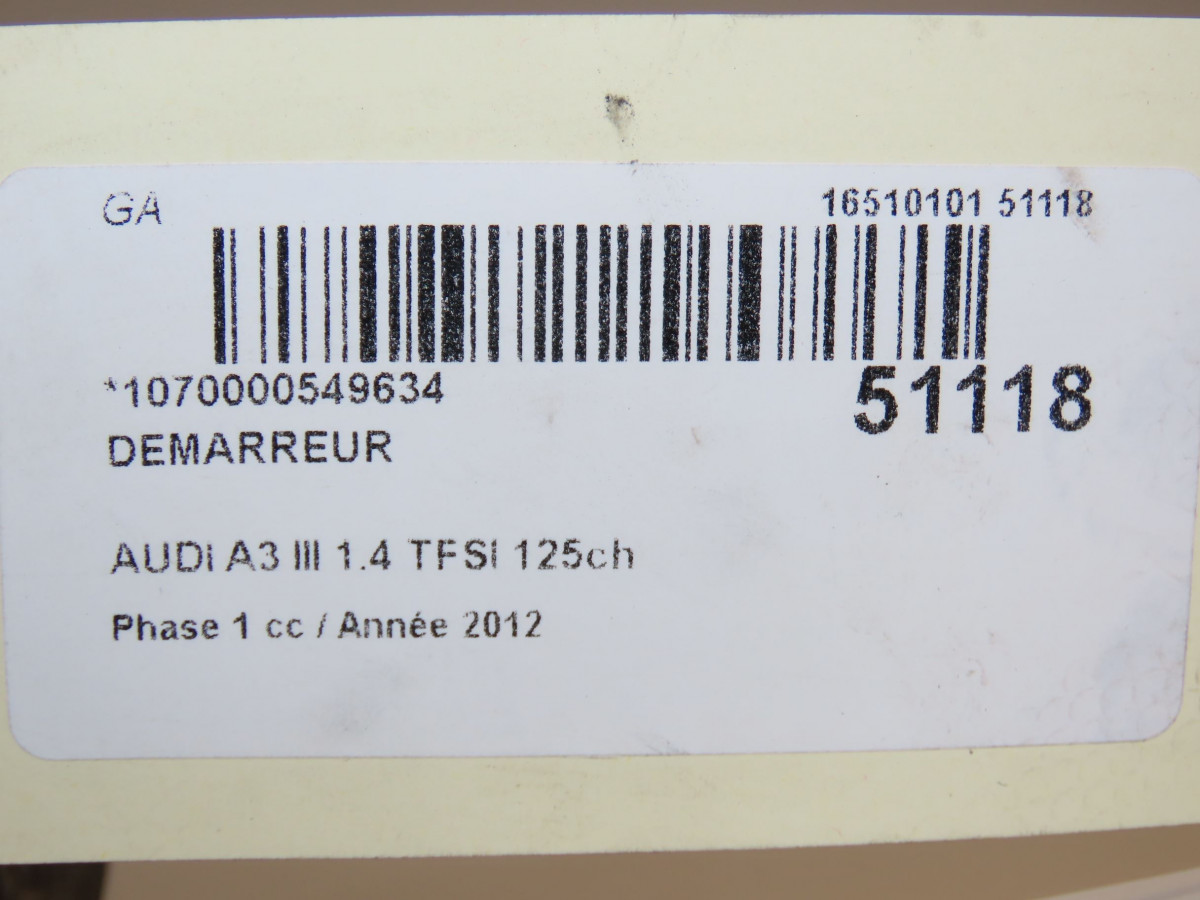 GA
16510101 51118
*1070000549634
51118
DEMARREUR
AUDI A3 III 1.4 TFSI 125ch
Phase 1 cc / Année 2012